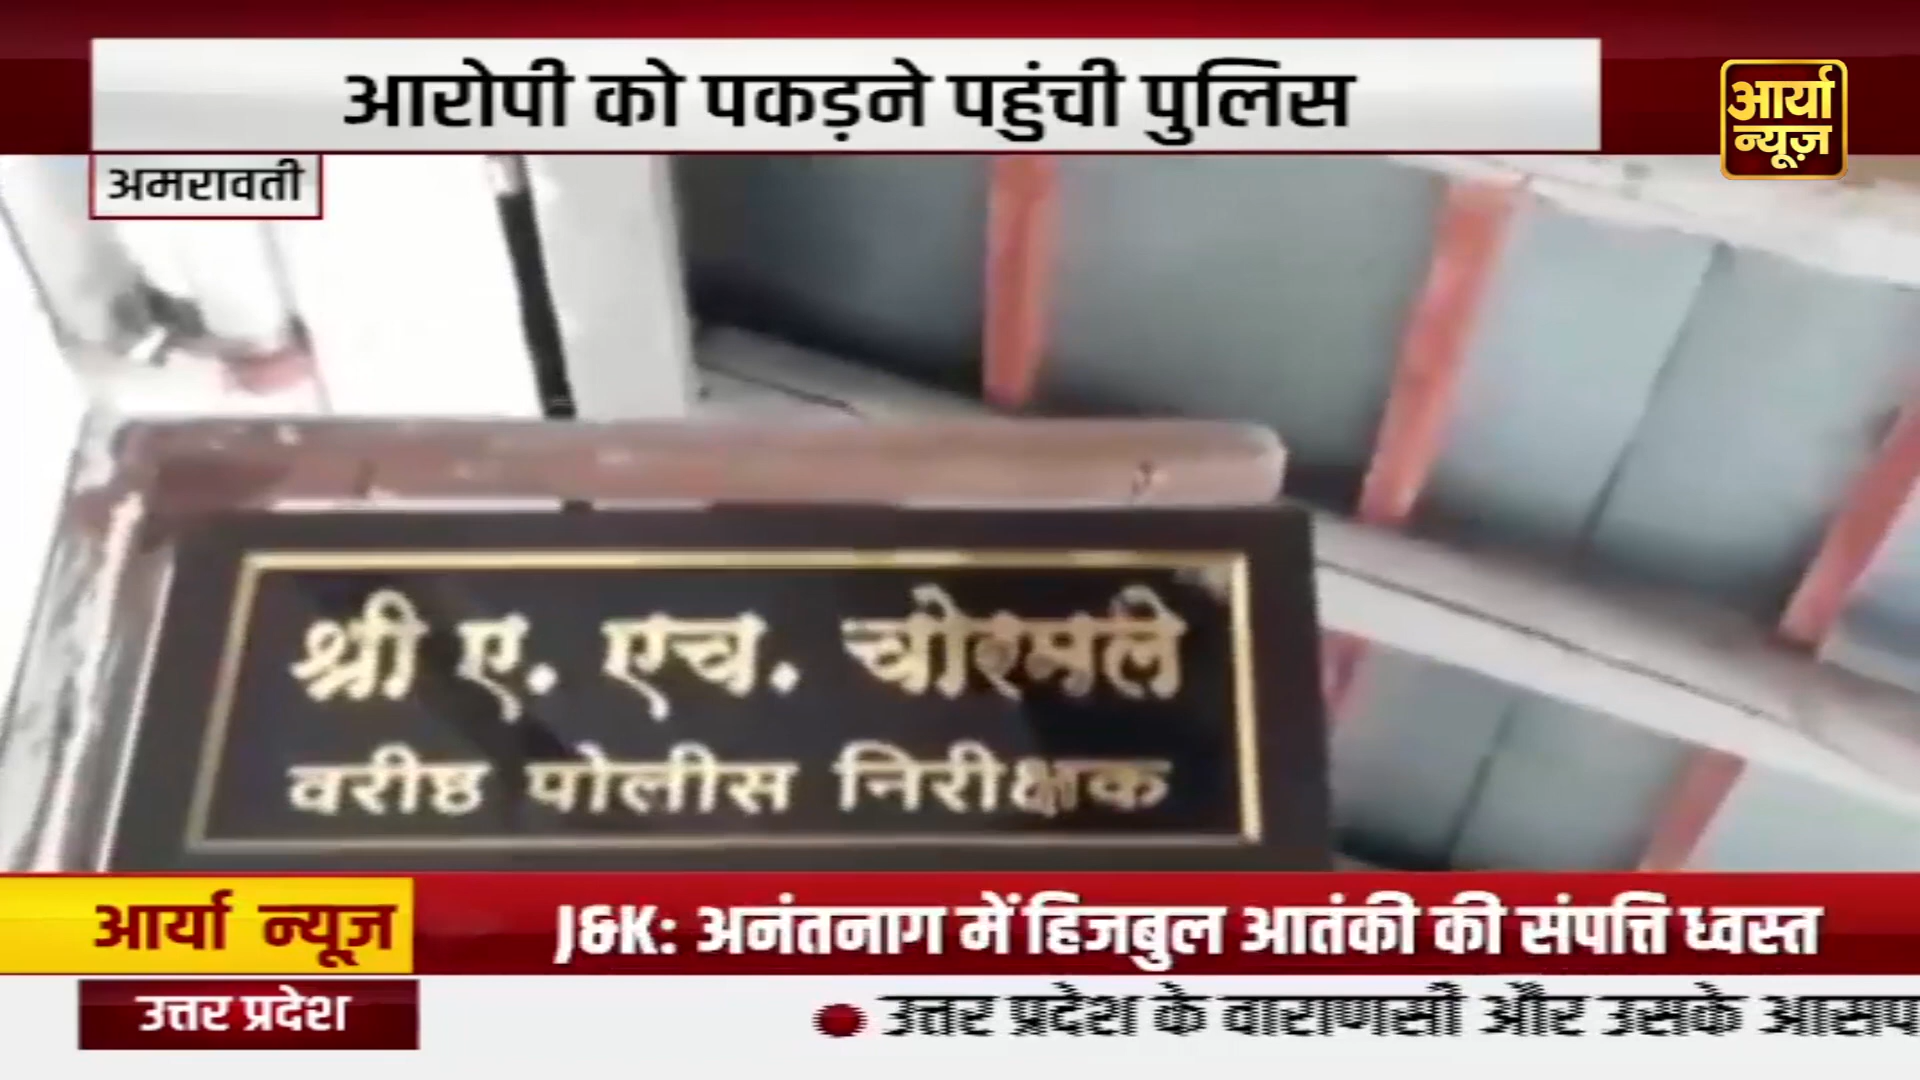 आरोपी को पकड़ने पहुंची पुलिस
आर्या
न्यूज़
अमरावती
श्री ए. एच. चोरमले
वरीष्ठ पोलीस निरीक्षक
आर्या न्यूज़
J&K: अनंतनाग में हिजबुल आतंकी की संपत्ति ध्वस्त
उत्तर प्रदेश
उत्तर प्रदेश के वाराणसी और उसके आसप